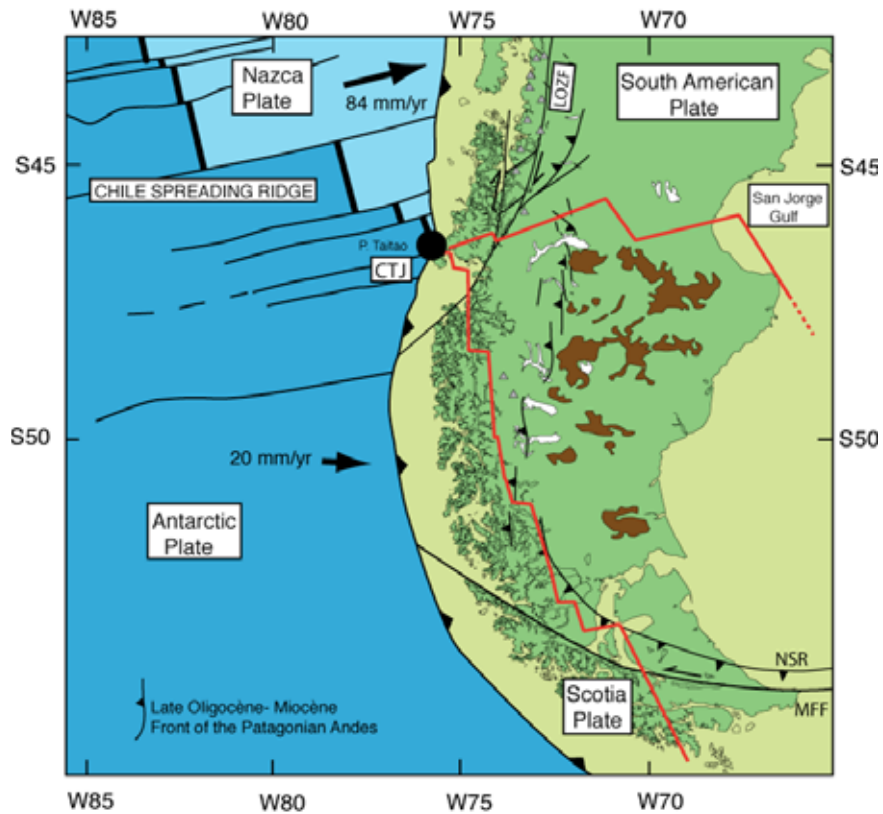 W85 W80 W75 W70
Nazca
Plate
84 mm/yr
LOZF
South American
Plate
S45 S45
CHILE SPREADING RIDGE
San Jorge
Gulf
P. Taitao
CTJ
S50 S50
20 mm/yr
Antarctic
Plate
NSR
MFF
Scotia
Plate
Late Oligocène- Miocène
Front of the Patagonian Andes
W85 W80 W75 W70